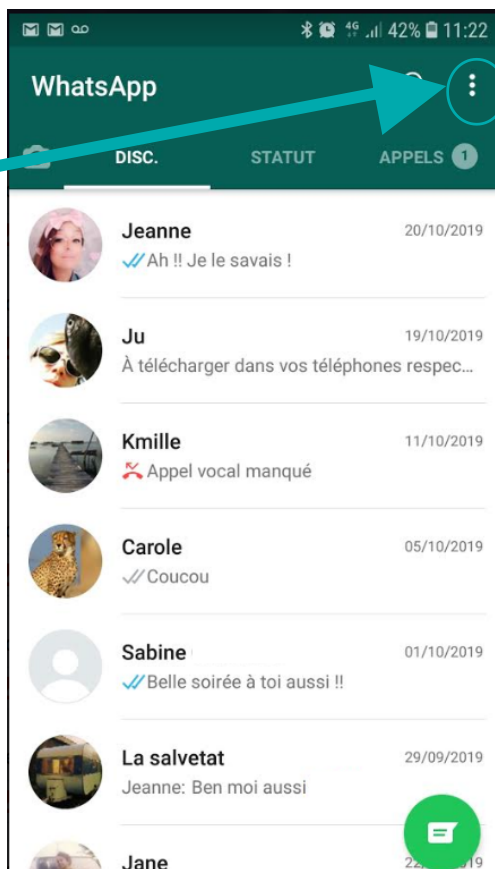 4G 42% 11:22
WhatsApp
DISC. STATUT APPELS 1
Jeanne 20/10/2019
Ah !! Je le savais !
Ju 19/10/2019
À télécharger dans vos téléphones respec...
Kmille 11/10/2019
Appel vocal manqué
Carole 05/10/2019
Coucou
Sabine 01/10/2019
Belle soirée à toi aussi !!
La salvetat 29/09/2019
Jeanne: Ben moi aussi
Jane